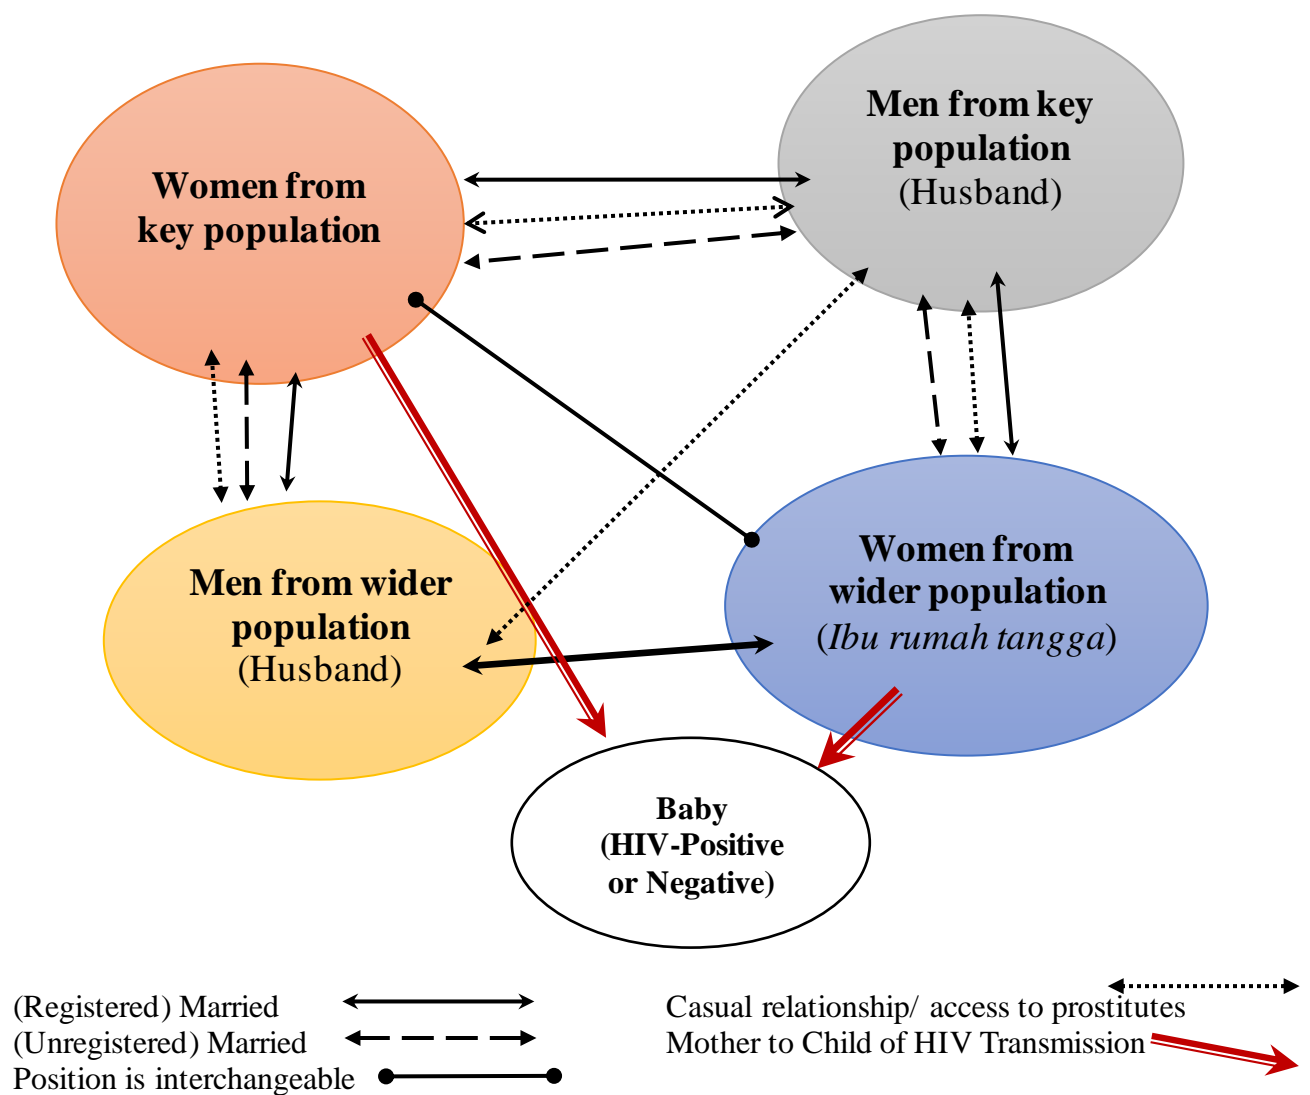 Women from
key population
Men from key
population
(Husband)
Men from wider
population
(Husband)
Women from
wider population
(Ibu rumah tangga)
Baby
(HIV-Positive
or Negative)
(Registered) Married
(Unregistered) Married
Position is interchangeable
Casual relationship/ access to prostitutes
Mother to Child of HIV Transmission